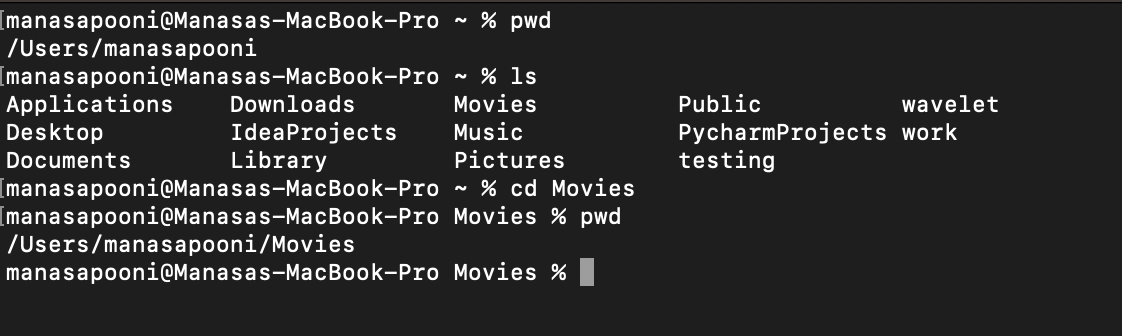 manasapooni@Manasas-MacBook-Pro ~ % pwd
/Users/manasapooni
manasapooni@Manasas-MacBook-Pro ~ % ls
Applications Downloads Movies Public wavelet
Desktop IdeaProjects Music PycharmProjects work
Documents Library Pictures testing
manasapooni@Manasas-MacBook-Pro ~ % cd Movies
manasapooni@Manasas-MacBook-Pro Movies % pwd
/Users/manasapooni/Movies
manasapooni@Manasas-MacBook-Pro Movies %